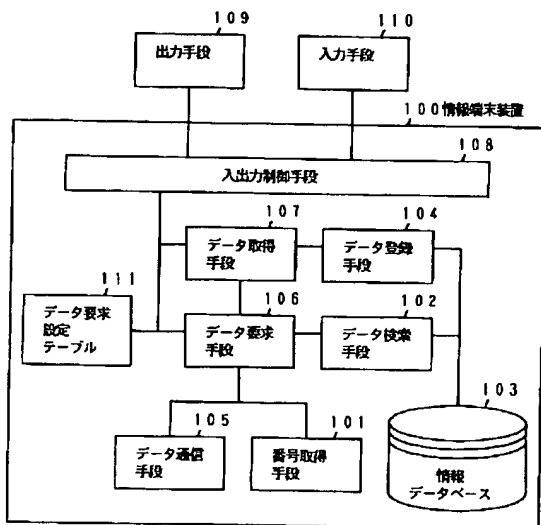 109
出力手段
110
入力手段
100情報端末装置
108
入出力制御手段
107
データ取得
手段
104
データ登録
手段
111
データ要求
設定
テーブル
106
データ要求
手段
102
データ検索
手段
105
データ通信
手段
101
番号取得
手段
103
情報
データベース